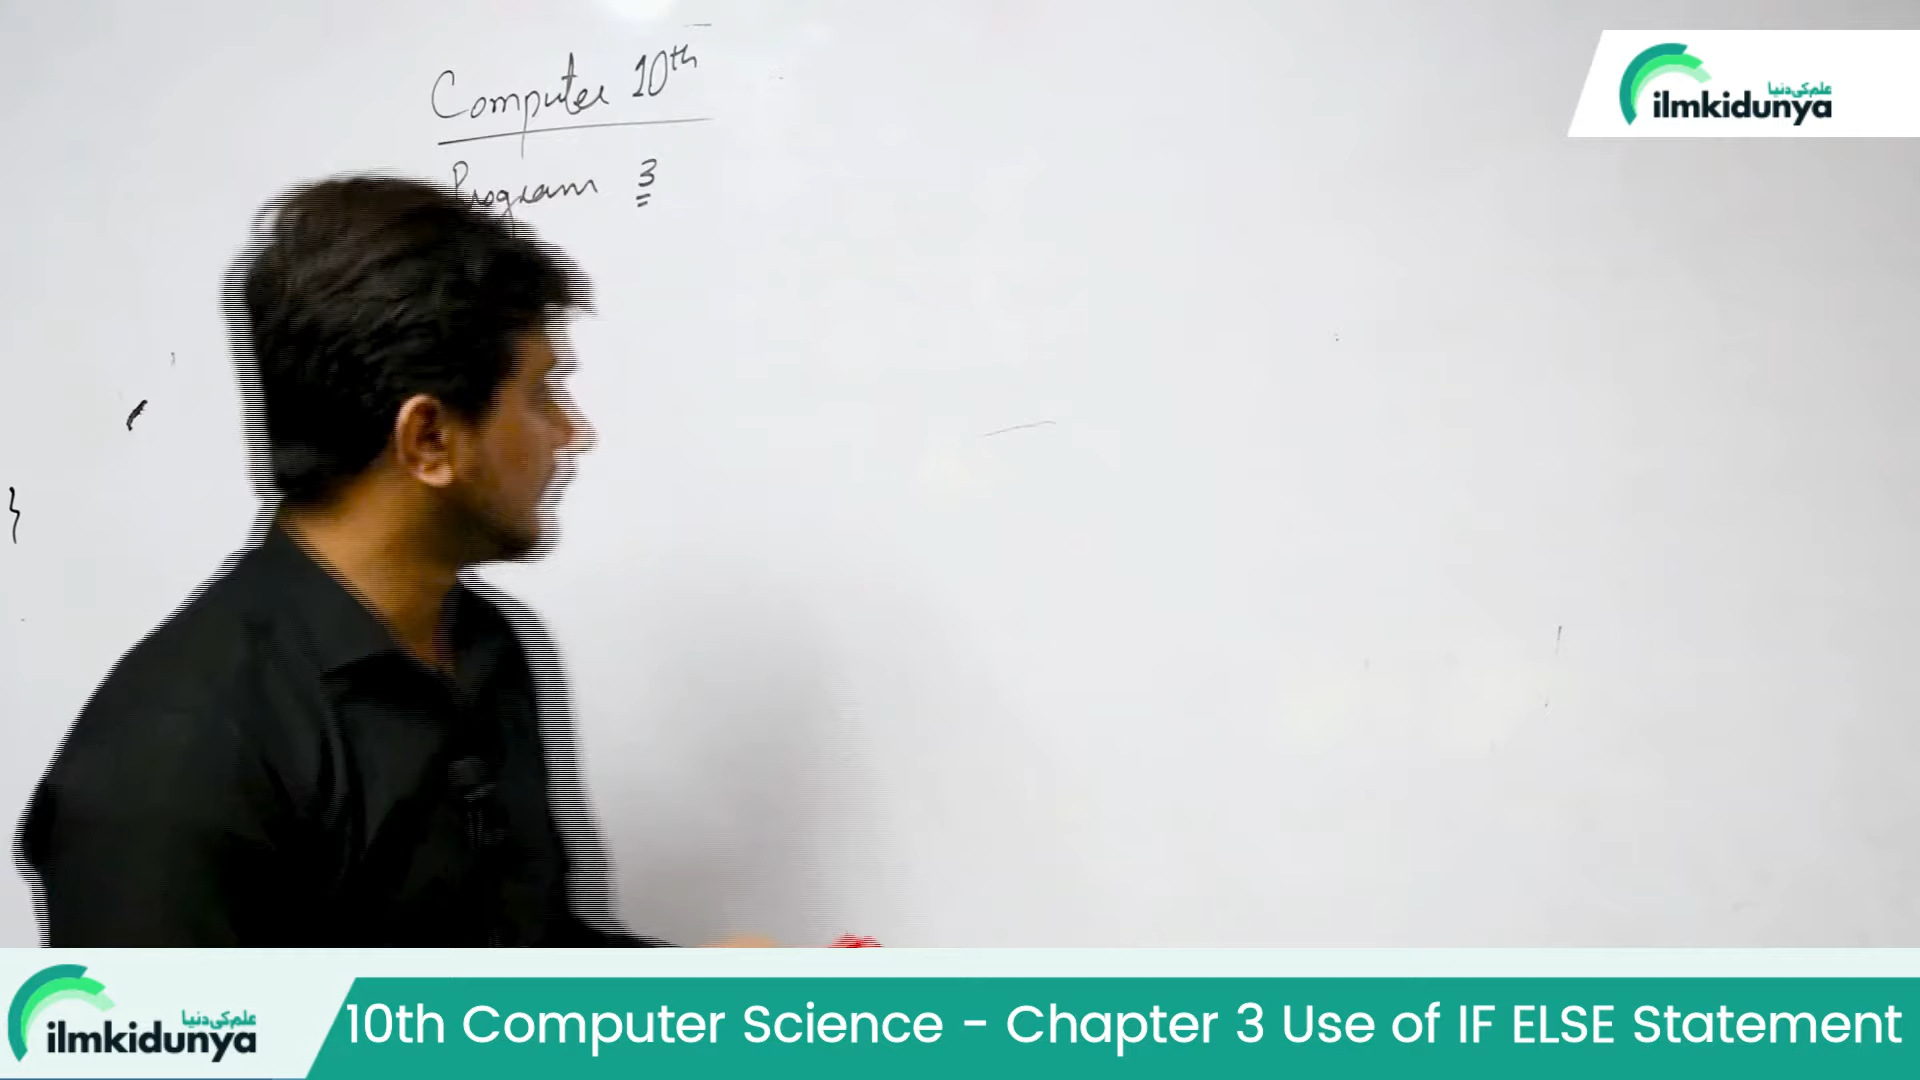 Computer 10th
Program 3
}
علم کی دنیا
ilmkidunya
علم کی دنیا
ilmkidunya
10th Computer Science - Chapter 3 Use of IF ELSE Statement